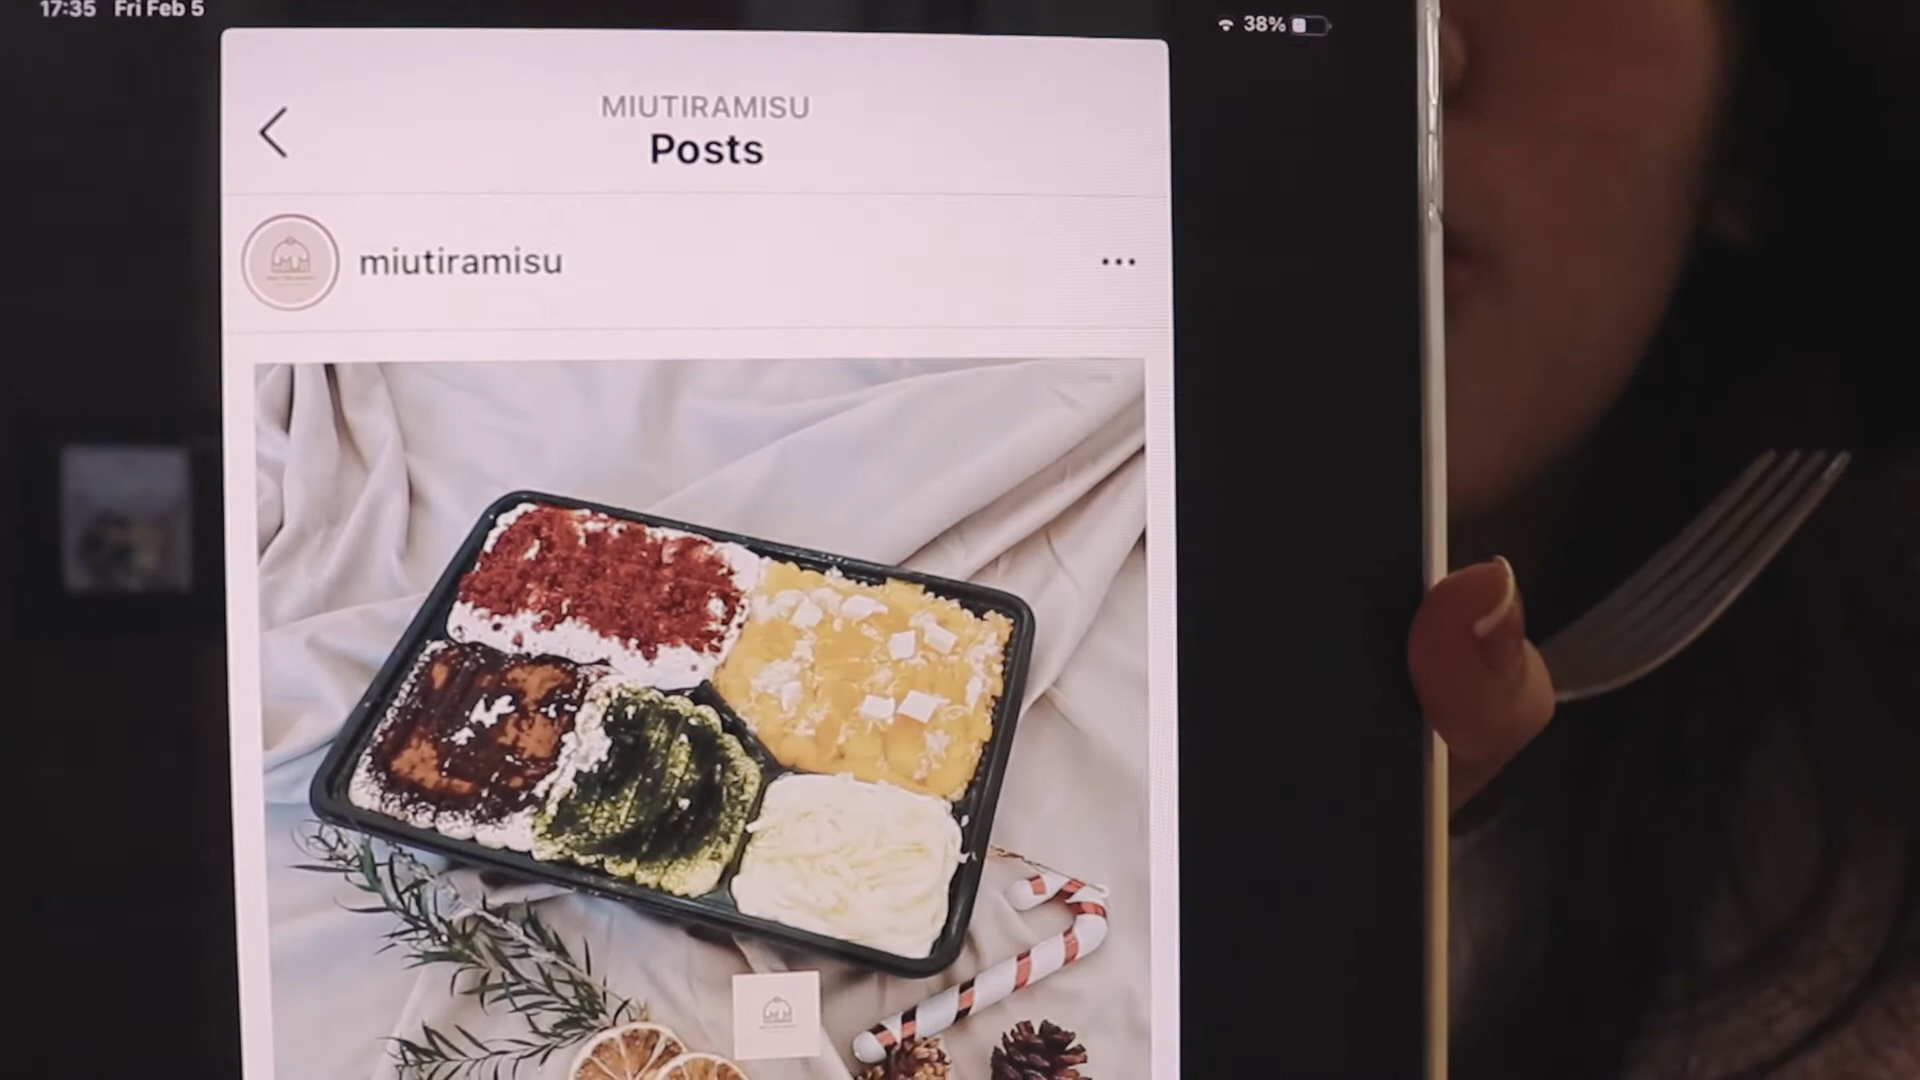 17:35 Fri Feb 5
38%
MIUTIRAMISU
Posts
miutiramisu